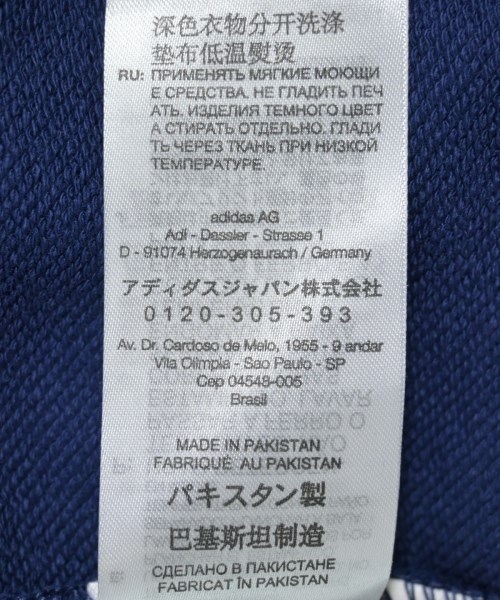 深色衣物分开洗涤
垫布低温熨烫
RU: ПРИМЕНЯТЬ МЯГКИЕ МОЮЩИ
Е СРЕДСТВА. НЕ ГЛАДИТЬ ПЕЧ
АТЬ. ИЗДЕЛИЯ ТЕМНОГО ЦВЕТ
А СТИРАТЬ ОТДЕЛЬНО. ГЛАДИ
ТЬ ЧЕРЕЗ ТКАНЬ ПРИ НИЗКОЙ
ТЕМПЕРАТУРЕ.
adidas AG
Adi - Dassler - Strasse 1
D - 91074 Herzogenaurach / Germany
アディダスジャパン株式会社
0120-305-393
Av. Dr. Cardoso de Melo, 1955 - 9 andar
Vila Olimpia - Sao Paulo - SP
Cep 04548-005
Brasil
MADE IN PAKISTAN
FABRIQUÉ AU PAKISTAN
パキスタン製
巴基斯坦制造
СДЕЛАНО В ПАКИСТАНЕ
FABRICAT ÎN PAKISTAN